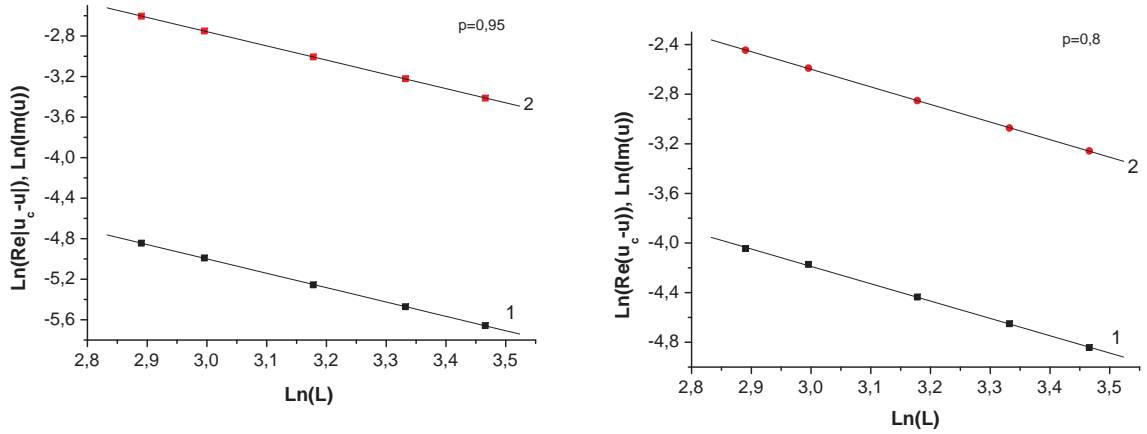 p=0,95
Ln(Re|u_c-u|), Ln(Im(u))
-2,8
-3,2
-3,6
-4,0
-4,4
-4,8
-5,2
-5,6
2
1
2,8 2,9 3,0 3,1 3,2 3,3 3,4 3,5
Ln(L)
p=0,8
Ln(Re(u_c-u)), Ln(Im(u))
-2,4
-2,8
-3,2
-3,6
-4,0
-4,4
-4,8
2
1
2,8 2,9 3,0 3,1 3,2 3,3 3,4 3,5
Ln(L)